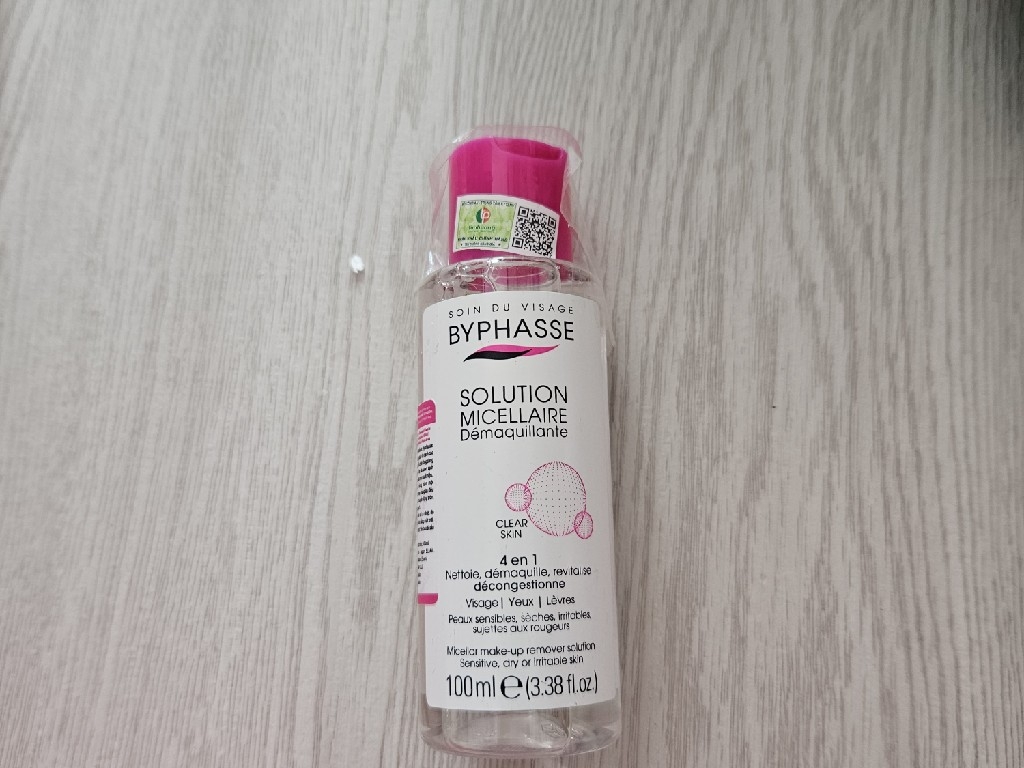 SOIN DU VISAGE
BYPHASSE
SOLUTION
MICELLAIRE
Démaquillante
CLEAR
SKIN
4 en 1
Nettoie, démaquille, revitalise
décongestionne
Visage | Yeux | Lèvres
Peaux sensibles, sèches, irritables,
sujettes aux rougeurs
Micellar make-up remover solution
Sensitive, dry or irritable skin
100 ml e (3.38 fl.oz.)